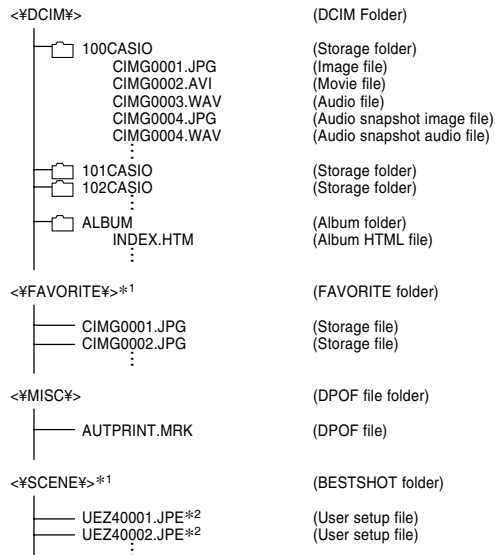 <¥DCIM¥> (DCIM Folder)
100CASIO (Storage folder)
CIMG0001.JPG (Image file)
CIMG0002.AVI (Movie file)
CIMG0003.WAV (Audio file)
CIMG0004.JPG (Audio snapshot image file)
CIMG0004.WAV (Audio snapshot audio file)
101CASIO (Storage folder)
102CASIO (Storage folder)
ALBUM (Album folder)
INDEX.HTM (Album HTML file)
<¥FAVORITE¥>*1 (FAVORITE folder)
CIMG0001.JPG (Storage file)
CIMG0002.JPG (Storage file)
<¥MISC¥> (DPOF file folder)
AUTPRINT.MRK (DPOF file)
<¥SCENE¥>*1 (BESTSHOT folder)
UEZ40001.JPE*2 (User setup file)
UEZ40002.JPE*2 (User setup file)